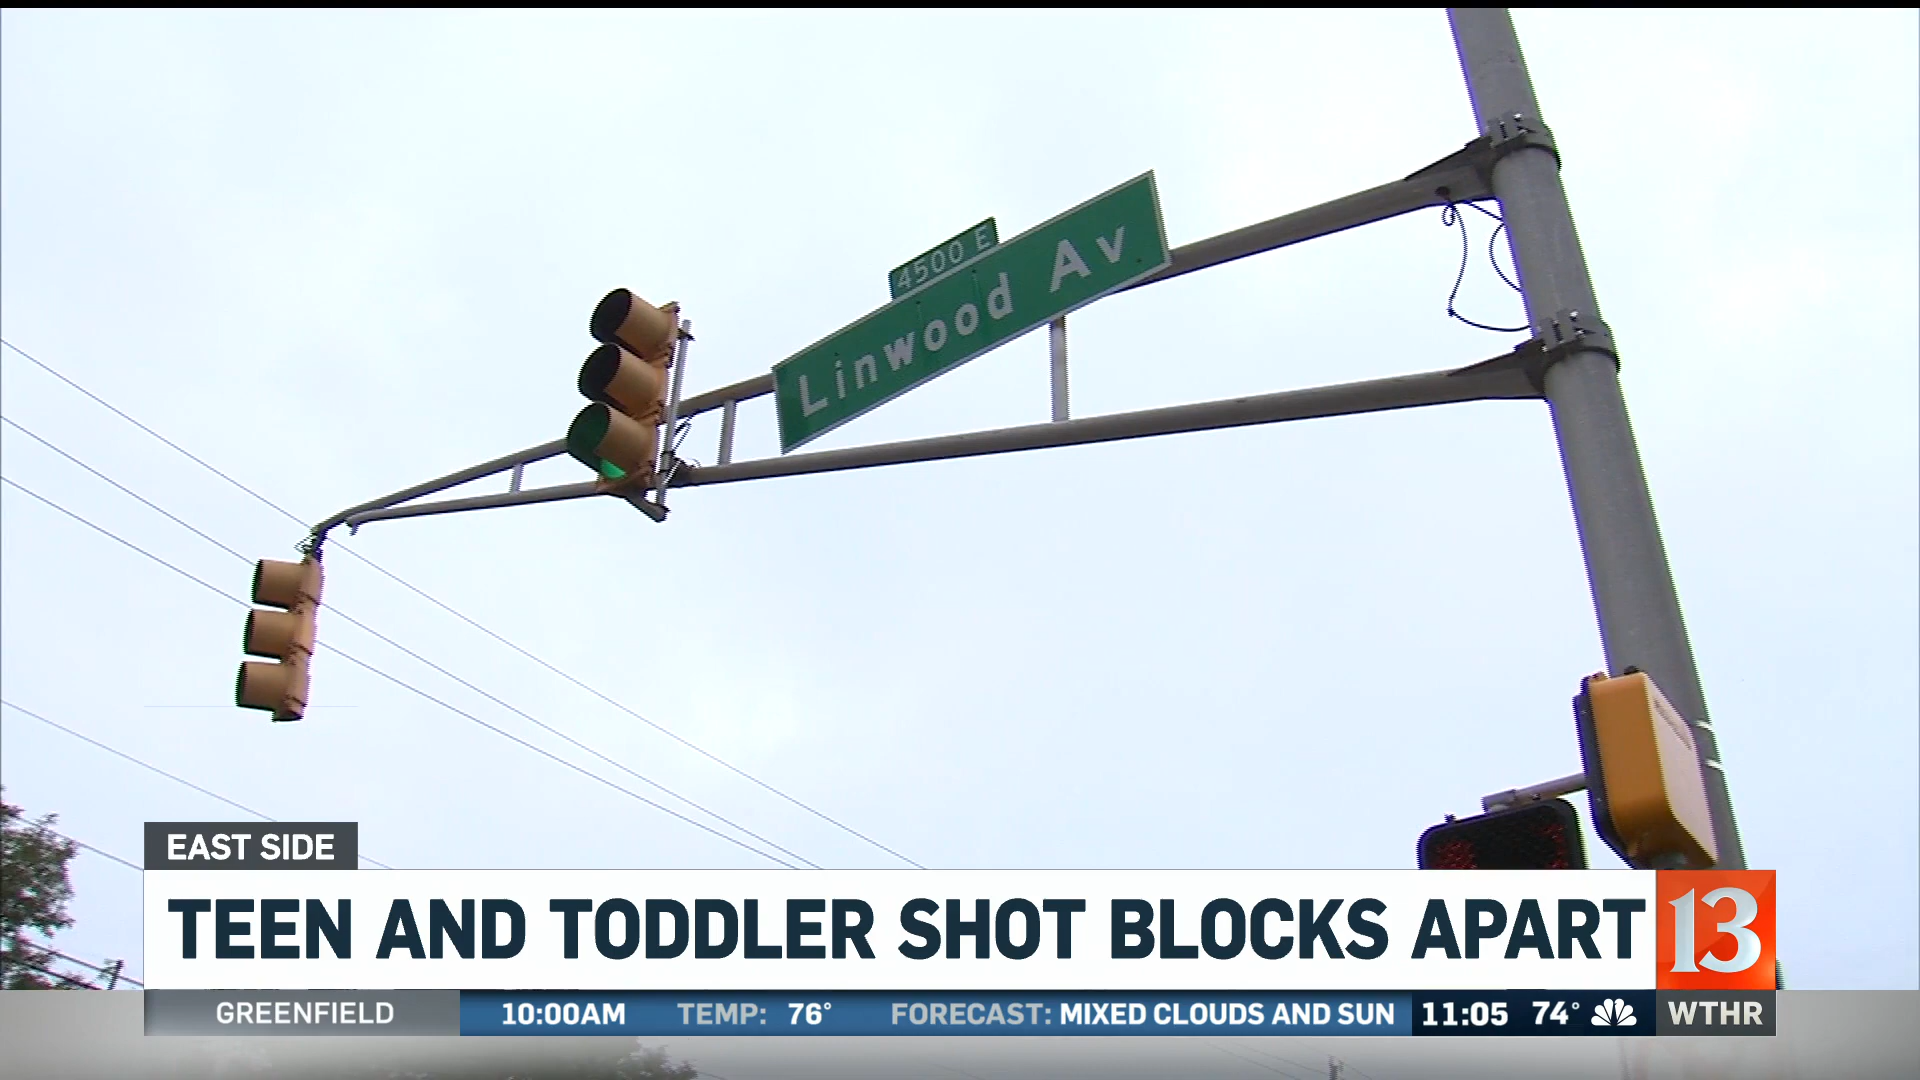 4500 E
Linwood Av
EAST SIDE
TEEN AND TODDLER SHOT BLOCKS APART
13
GREENFIELD 10:00AM TEMP: 76° FORECAST: MIXED CLOUDS AND SUN 11:05 74° WTHR